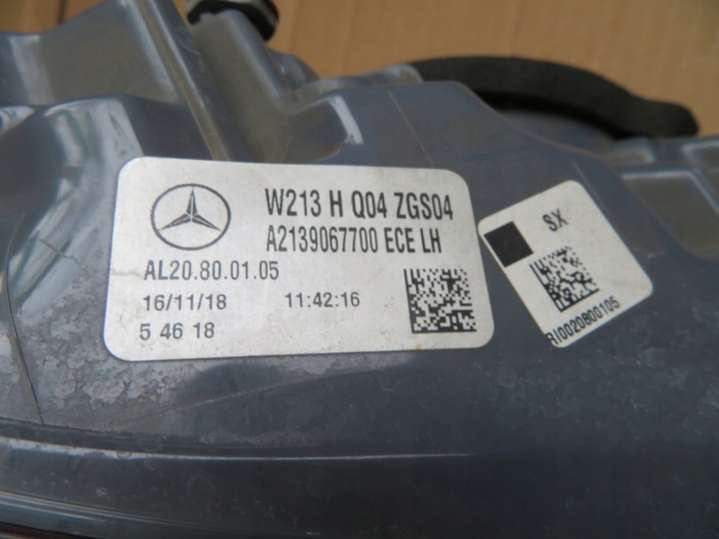 W213 H Q04 ZGS04
A2139067700 ECE LH
AL20.80.01.05
16/11/18 11:42:16
5 46 18
SX
RI0020800105